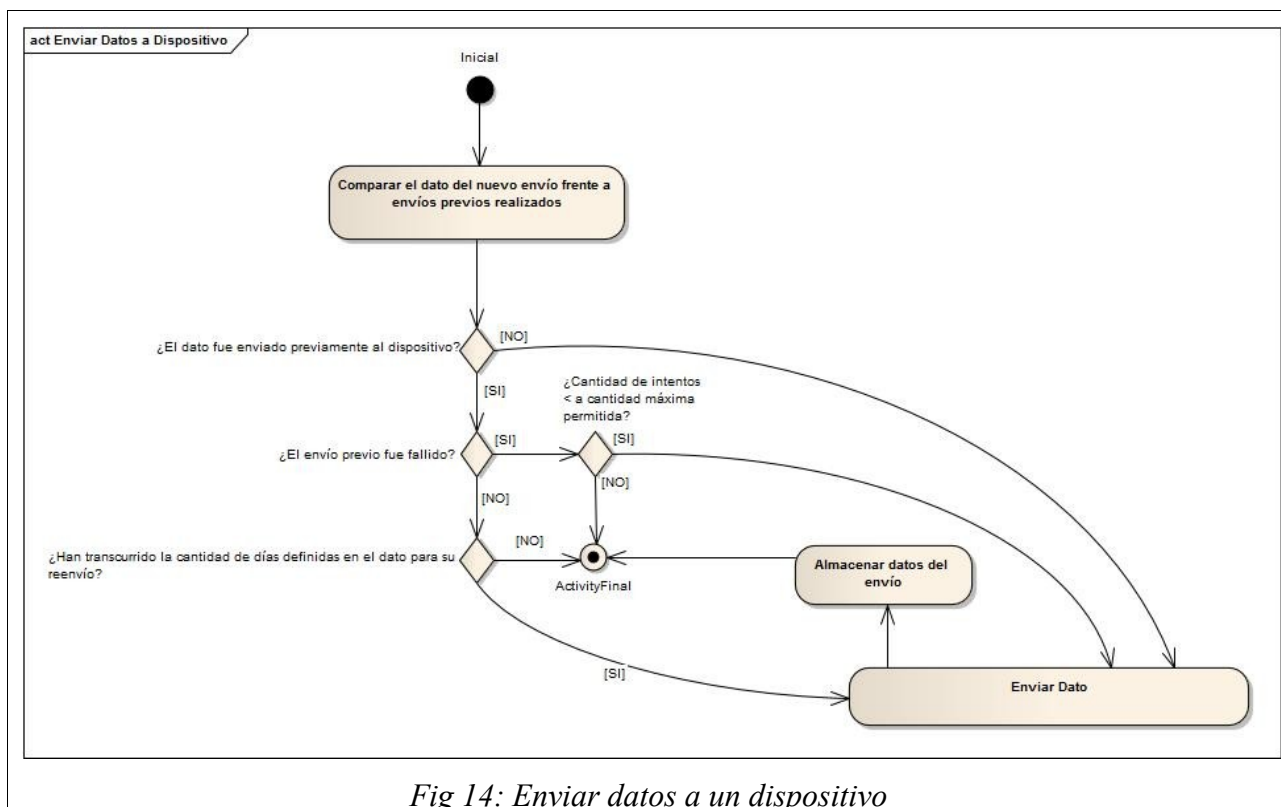 act Enviar Datos a Dispositivo
Inicial
Comparar el dato del nuevo envío frente a
envíos previos realizados
¿El dato fue enviado previamente al dispositivo?
[NO]
[SI]
¿Cantidad de intentos
< a cantidad máxima
permitida?
¿El envío previo fue fallido?
[SI]
[SI]
[NO]
[NO]
¿Han transcurrido la cantidad de días definidas en el dato para su
reenvío?
[NO]
ActivityFinal
Almacenar datos del
envío
[SI]
Enviar Dato
Fig 14: Enviar datos a un dispositivo